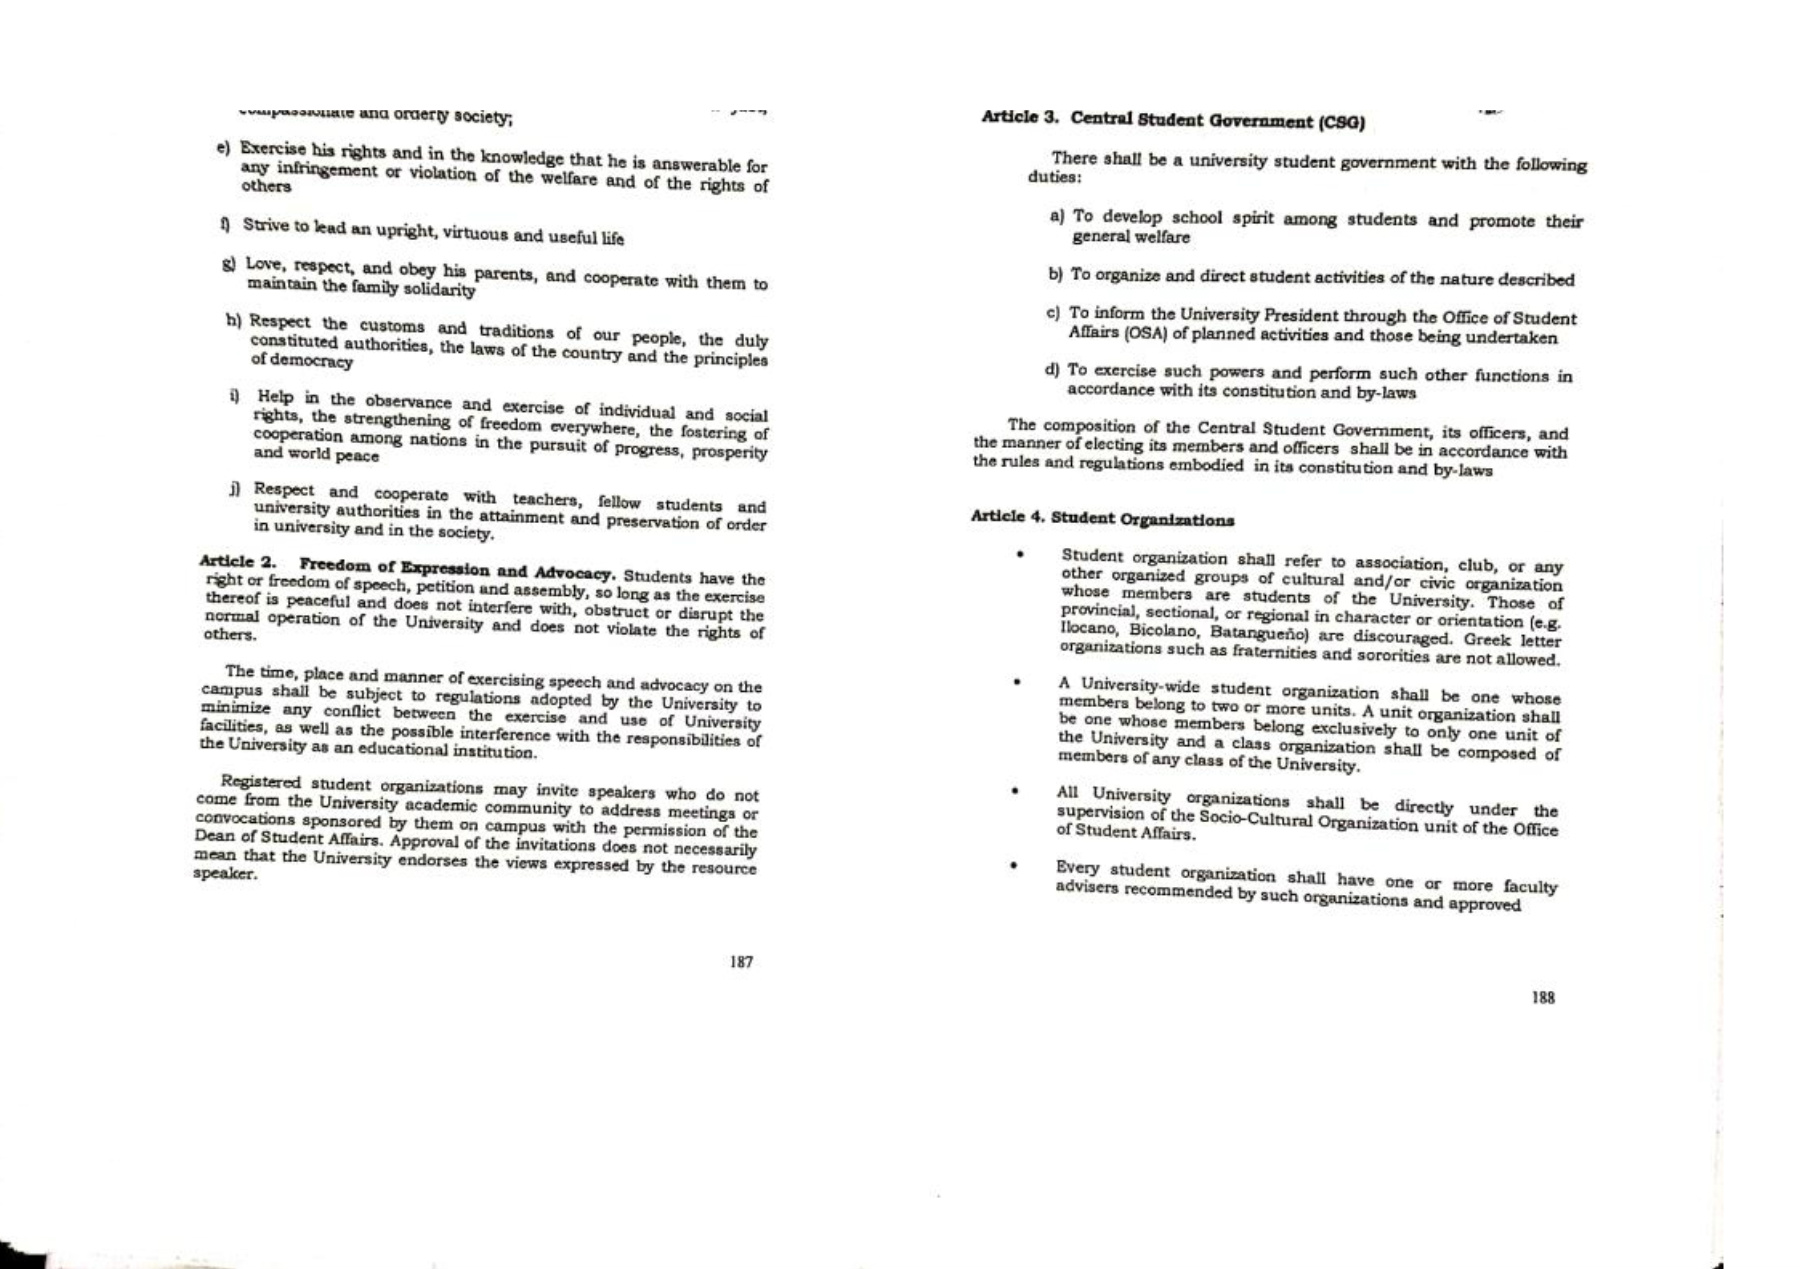 compassionate and orderly society;
e) Exercise his rights and in the knowledge that he is answerable for
any infringement or violation of the welfare and of the rights of
others
f) Strive to lead an upright, virtuous and useful life
g) Love, respect, and obey his parents, and cooperate with them to
maintain the family solidarity
h) Respect the customs and traditions of our people, the duly
constituted authorities, the laws of the country and the principles
of democracy
i) Help in the observance and exercise of individual and social
rights, the strengthening of freedom everywhere, the fostering of
cooperation among nations in the pursuit of progress, prosperity
and world peace
j) Respect and cooperate with teachers, fellow students and
university authorities in the attainment and preservation of order
in university and in the society.
Article 2. Freedom of Expression and Advocacy. Students have the
right or freedom of speech, petition and assembly, so long as the exercise
thereof is peaceful and does not interfere with, obstruct or disrupt the
normal operation of the University and does not violate the rights of
others.
The time, place and manner of exercising speech and advocacy on the
campus shall be subject to regulations adopted by the University to
minimize any conflict between the exercise and use of University
facilities, as well as the possible interference with the responsibilities of
the University as an educational institution.
Registered student organizations may invite speakers who do not
come from the University academic community to address meetings or
convocations sponsored by them on campus with the permission of the
Dean of Student Affairs. Approval of the invitations does not necessarily
mean that the University endorses the views expressed by the resource
speaker.
187
Article 3. Central Student Government (CSG)
There shall be a university student government with the following
duties:
a) To develop school spirit among students and promote their
general welfare
b) To organize and direct student activities of the nature described
c) To inform the University President through the Office of Student
Affairs (OSA) of planned activities and those being undertaken
d) To exercise such powers and perform such other functions in
accordance with its constitution and by-laws
The composition of the Central Student Government, its officers, and
the manner of electing its members and officers shall be in accordance with
the rules and regulations embodied in its constitution and by-laws
Article 4. Student Organizations
• Student organization shall refer to association, club, or any
other organized groups of cultural and/or civic organization
whose members are students of the University. Those of
provincial, sectional, or regional in character or orientation (e.g.
Ilocano, Bicolano, Batangueño) are discouraged. Greek letter
organizations such as fraternities and sororities are not allowed.
• A University-wide student organization shall be one whose
members belong to two or more units. A unit organization shall
be one whose members belong exclusively to only one unit of
the University and a class organization shall be composed of
members of any class of the University.
• All University organizations shall be directly under the
supervision of the Socio-Cultural Organization unit of the Office
of Student Affairs.
• Every student organization shall have one or more faculty
advisers recommended by such organizations and approved
188